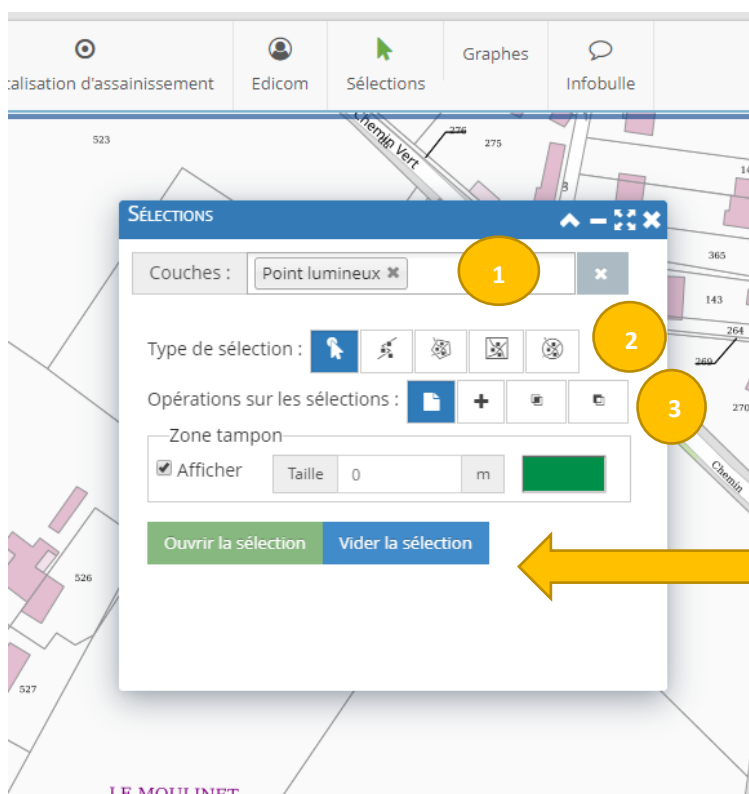 calisation d'assainissement
Edicom
Sélections
Graphes
Infobulle
523
Chemin Vert
276
275
SÉLECTIONS
Couches :
Point lumineux
1
365
143
264
269
270
Type de sélection :
2
Opérations sur les sélections :
3
Zone tampon
Afficher
Taille
0
m
Chemin
Ouvrir la sélection
Vider la sélection
526
527
LE MOULINET